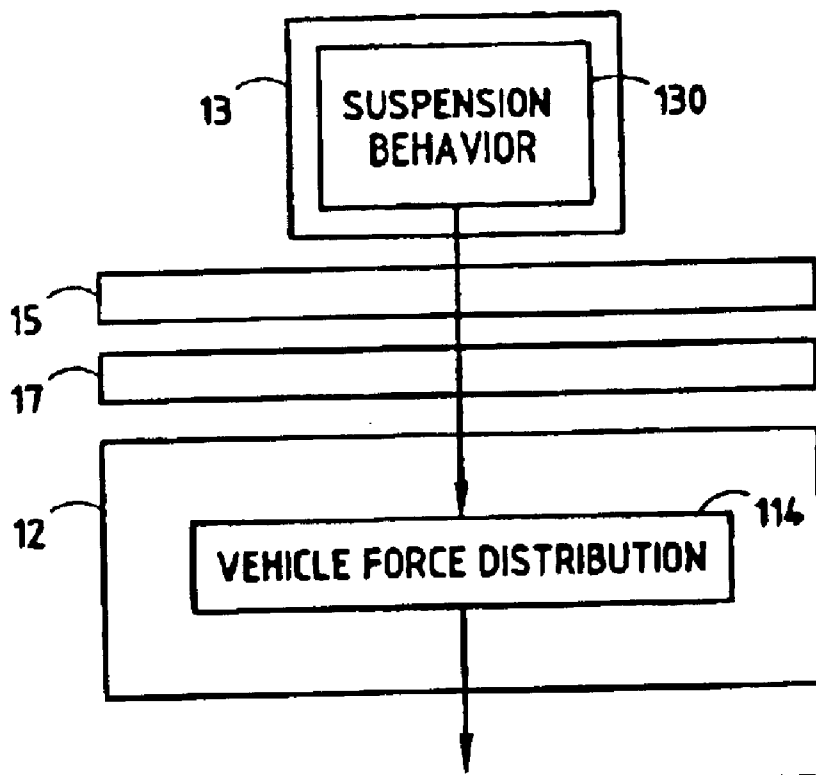 13
SUSPENSION
BEHAVIOR
130
15
17
12
114
VEHICLE FORCE DISTRIBUTION